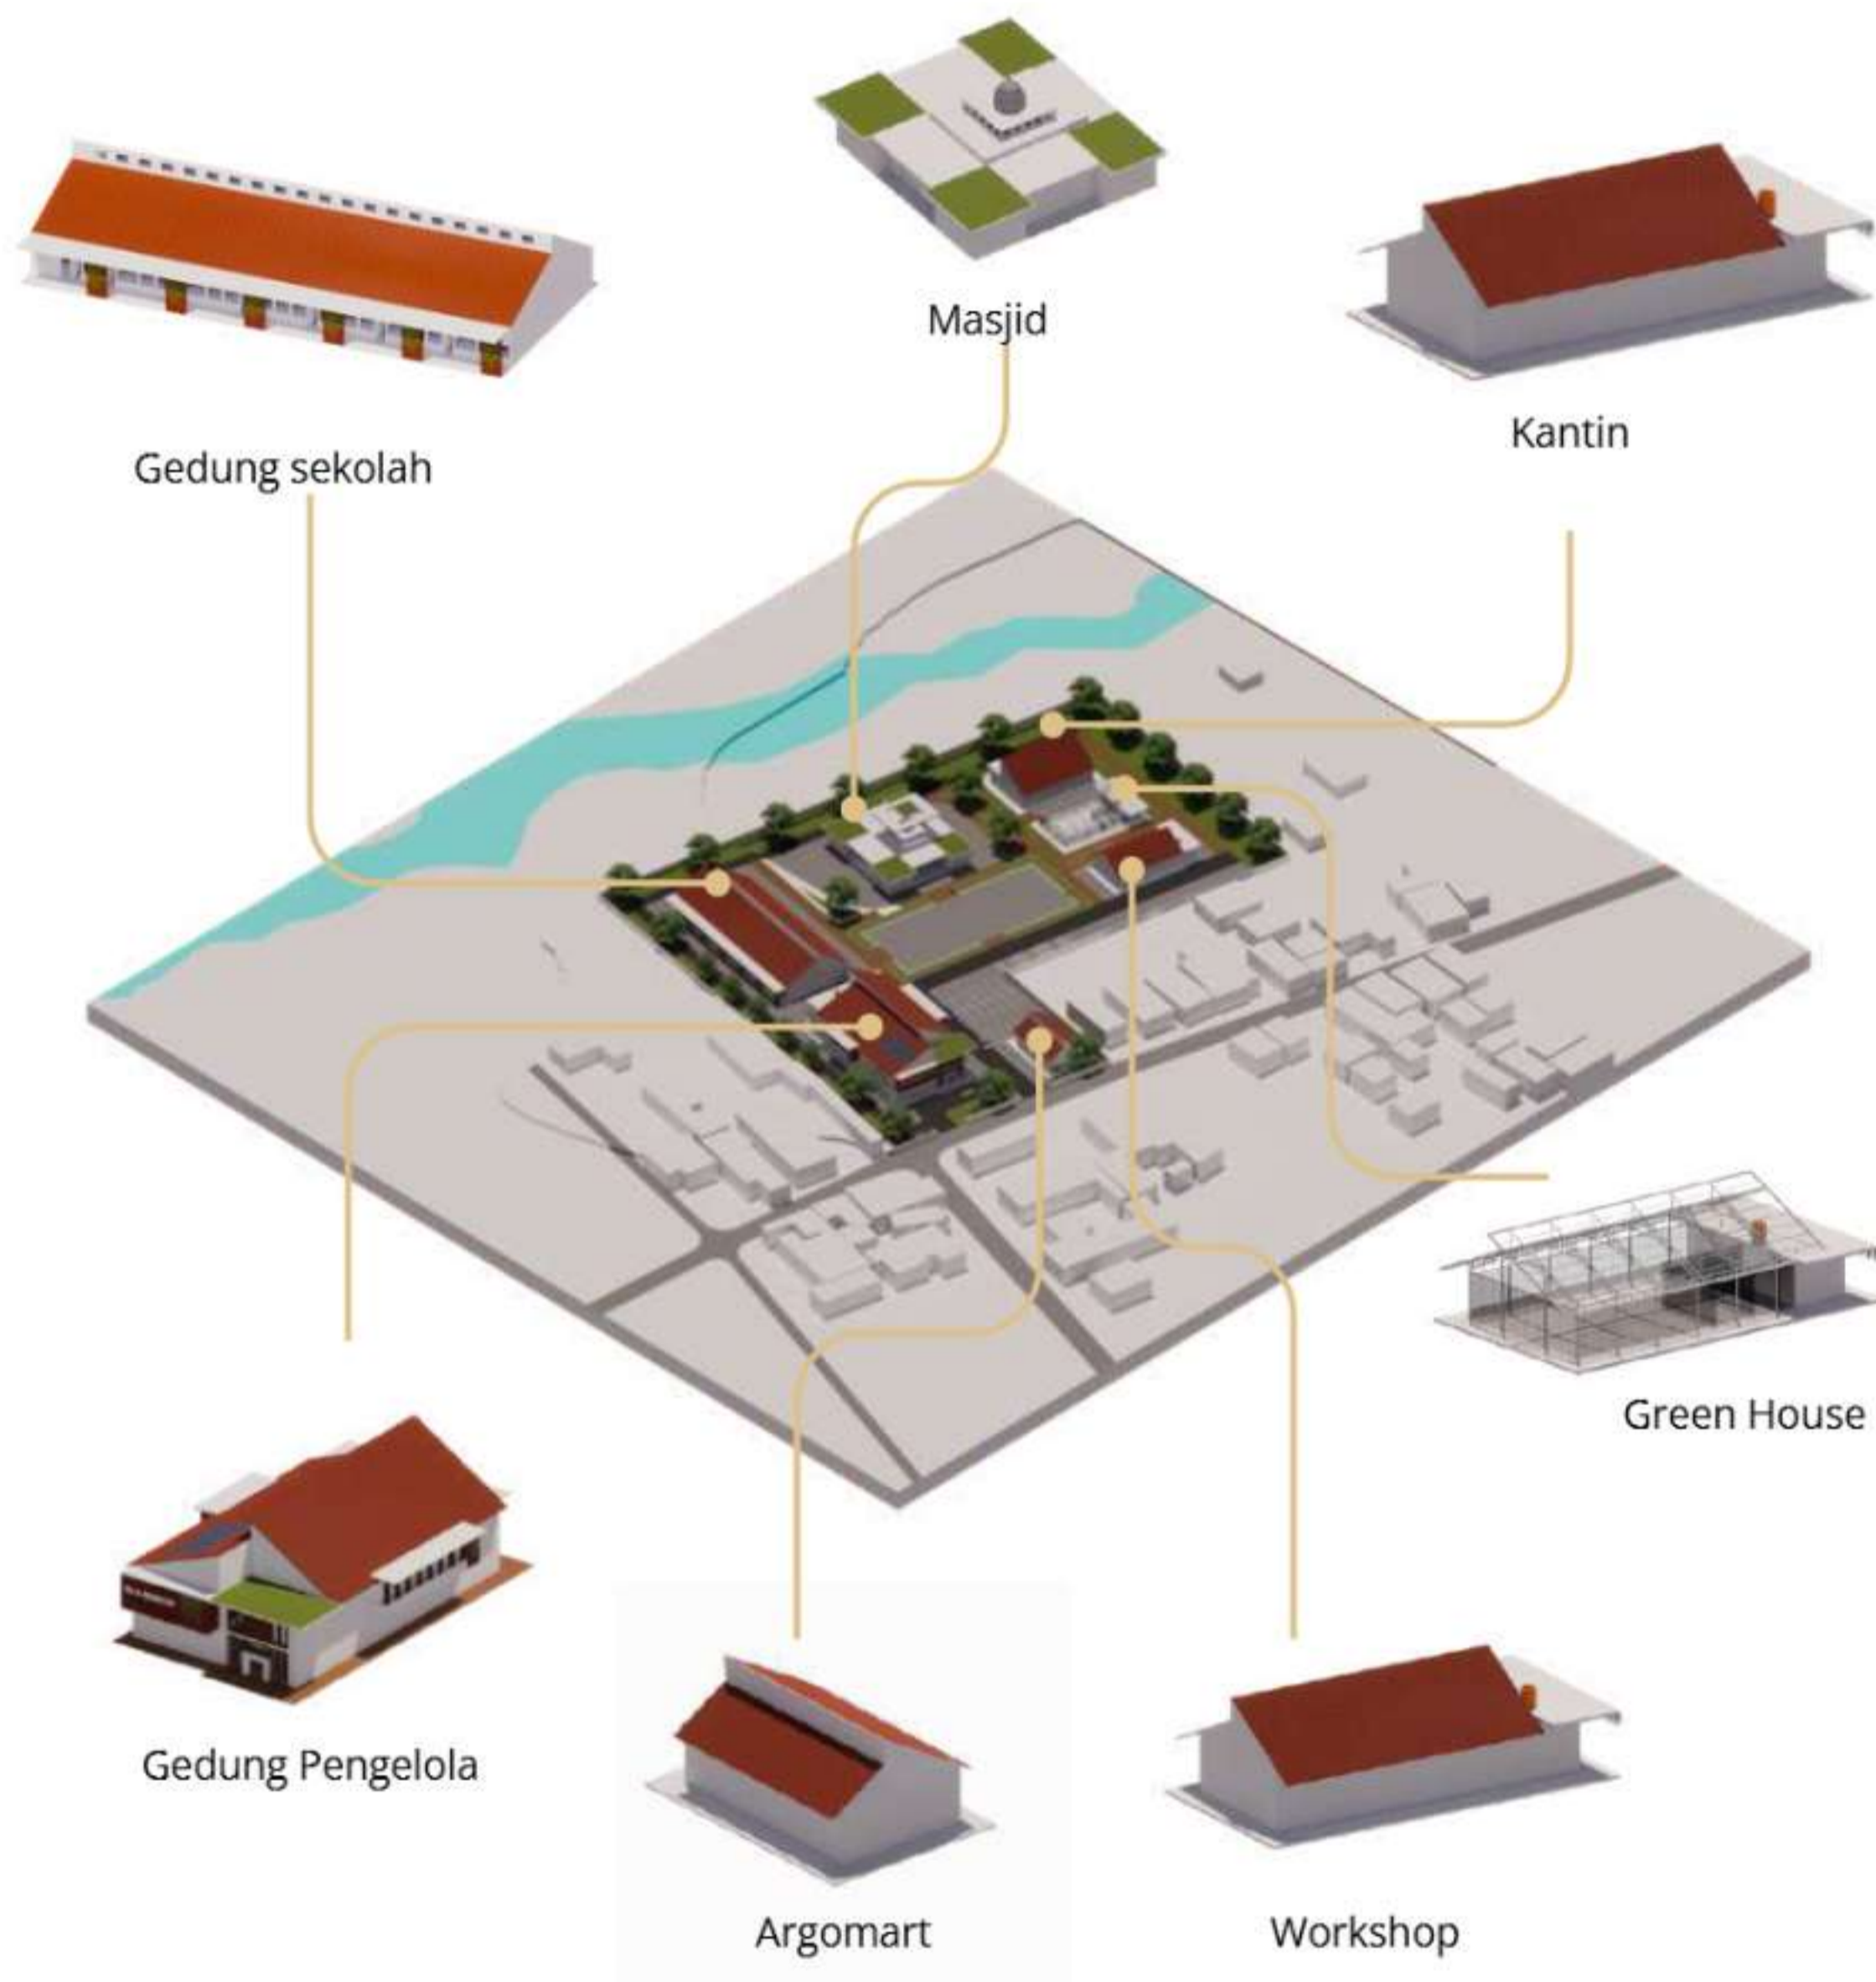 Masjid
Kantin
Gedung sekolah
Green House
Gedung Pengelola
Argomart
Workshop